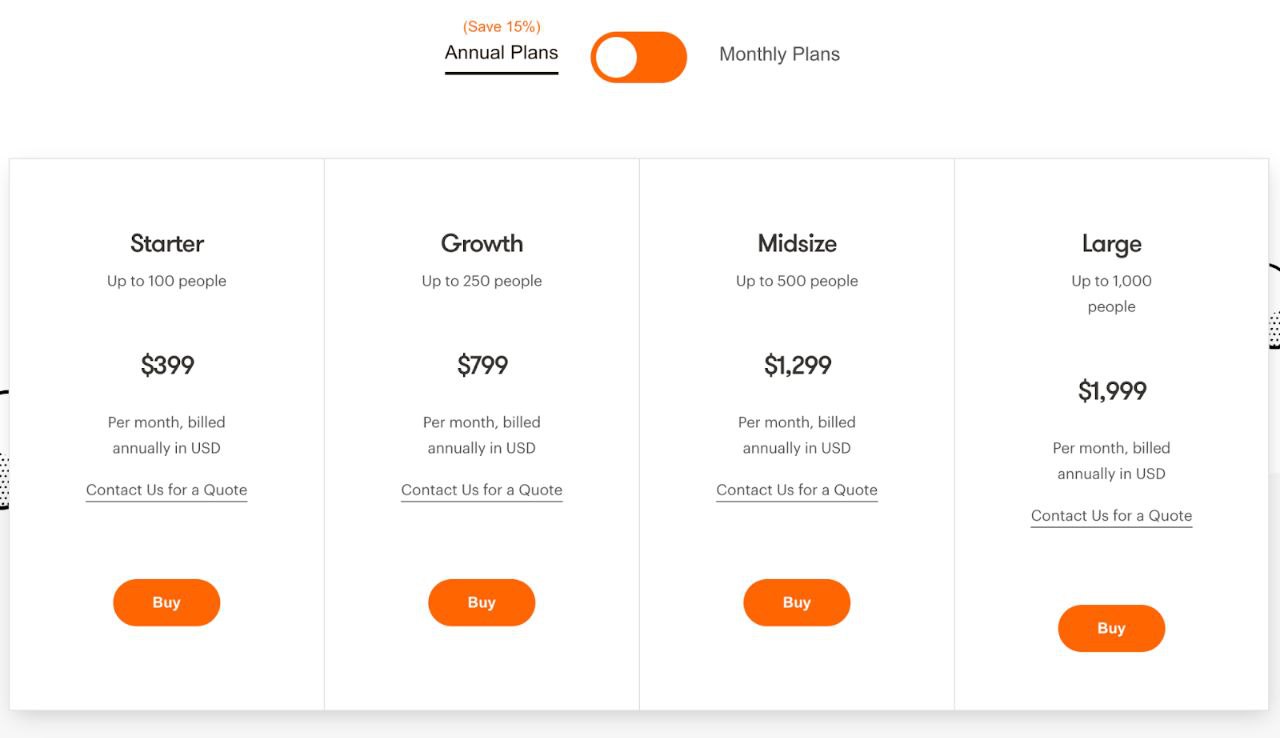 (Save 15%)
Annual Plans
Monthly Plans
Starter
Up to 100 people
$399
Per month, billed
annually in USD
Contact Us for a Quote
Buy
Growth
Up to 250 people
$799
Per month, billed
annually in USD
Contact Us for a Quote
Buy
Midsize
Up to 500 people
$1,299
Per month, billed
annually in USD
Contact Us for a Quote
Buy
Large
Up to 1,000
people
$1,999
Per month, billed
annually in USD
Contact Us for a Quote
Buy